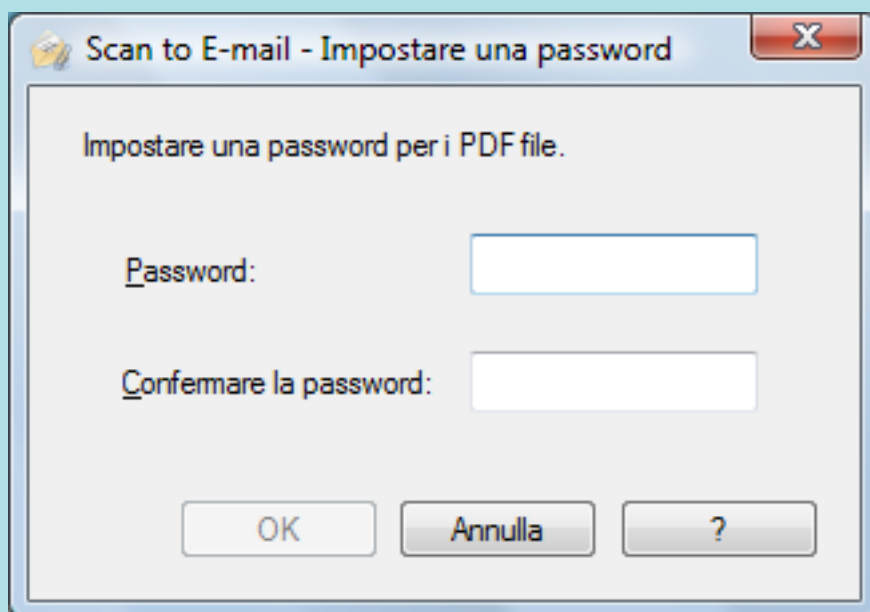 Scan to E-mail - Impostare una password
Impostare una password per i PDF file.
Password:
Confermare la password:
OK Annulla ?